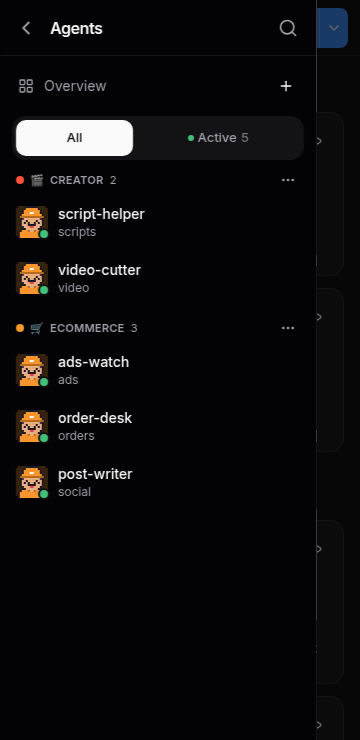 Agents
Overview
All
Active 5
CREATOR 2
script-helper
scripts
video-cutter
video
ECOMMERCE 3
ads-watch
ads
order-desk
orders
post-writer
social